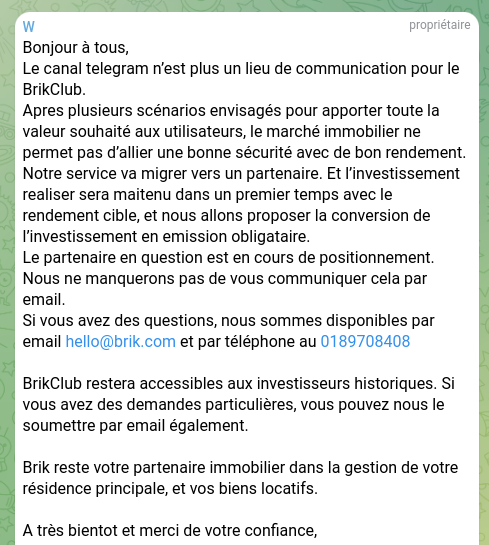 W
propriétaire
Bonjour à tous,
Le canal telegram n’est plus un lieu de communication pour le
BrikClub.
Apres plusieurs scénarios envisagés pour apporter toute la
valeur souhaité aux utilisateurs, le marché immobilier ne
permet pas d’allier une bonne sécurité avec de bon rendement.
Notre service va migrer vers un partenaire. Et l’investissement
realiser sera maitenu dans un premier temps avec le
rendement cible, et nous allons proposer la conversion de
l’investissement en emission obligataire.
Le partenaire en question est en cours de positionnement.
Nous ne manquerons pas de vous communiquer cela par
email.
Si vous avez des questions, nous sommes disponibles par
email hello@brik.com et par téléphone au 0189708408
BrikClub restera accessibles aux investisseurs historiques. Si
vous avez des demandes particulières, vous pouvez nous le
soumettre par email également.
Brik reste votre partenaire immobilier dans la gestion de votre
résidence principale, et vos biens locatifs.
A très bientot et merci de votre confiance,